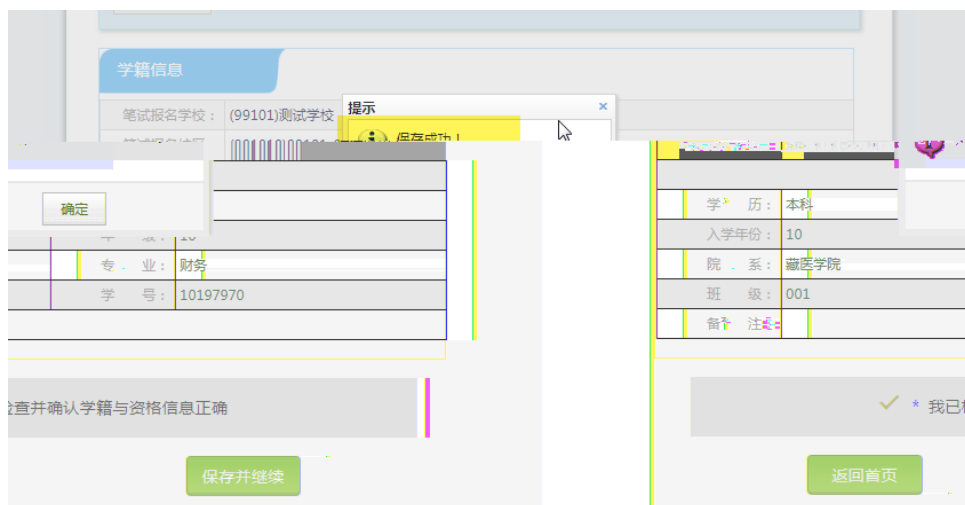 学籍信息
笔试报名学校： (99101)测试学校
提示
×
保存成功！
确定
学 历： 本科
入学年份： 10
专 业： 财务
院 系： 藏医学院
学 号： 10197970
班 级： 001
备 注：
查并确认学籍与资格信息正确
* 我已
保存并继续
返回首页